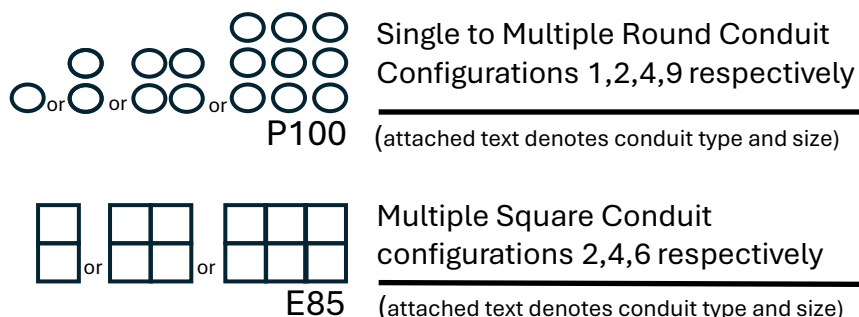 Single to Multiple Round Conduit
Configurations 1,2,4,9 respectively
or or or
P100
(attached text denotes conduit type and size)
Multiple Square Conduit
configurations 2,4,6 respectively
or or
E85
(attached text denotes conduit type and size)